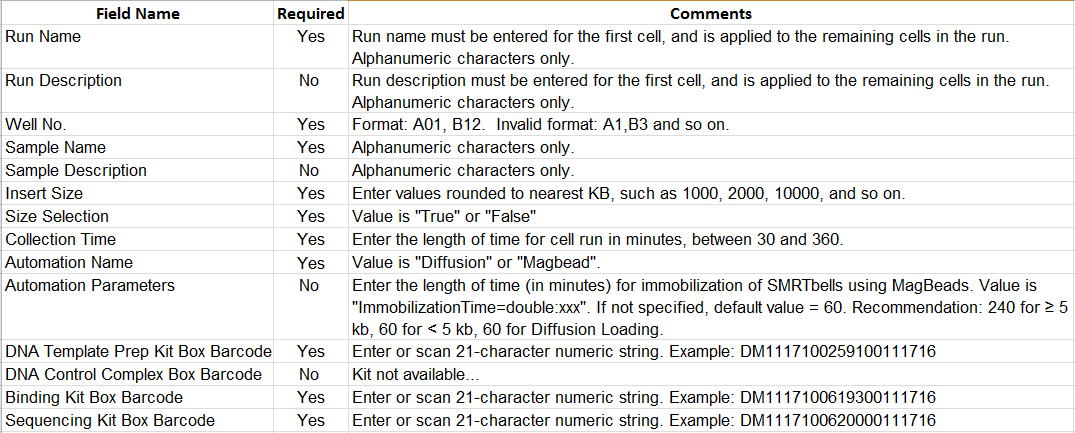 Field Name Required Comments
Run Name Yes Run name must be entered for the first cell, and is applied to the remaining cells in the run.
Alphanumeric characters only.
Run Description No Run description must be entered for the first cell, and is applied to the remaining cells in the run.
Alphanumeric characters only.
Well No. Yes Format: A01, B12.  Invalid format: A1,B3 and so on.
Sample Name Yes Alphanumeric characters only.
Sample Description No Alphanumeric characters only.
Insert Size Yes Enter values rounded to nearest KB, such as 1000, 2000, 10000, and so on.
Size Selection Yes Value is "True" or "False"
Collection Time Yes Enter the length of time for cell run in minutes, between 30 and 360.
Automation Name Yes Value is "Diffusion" or "Magbead".
Automation Parameters No Enter the length of time (in minutes) for immobilization of SMRTbells using MagBeads. Value is
"ImmobilizationTime=double:xxx". If not specified, default value = 60. Recommendation: 240 for ≥ 5
kb, 60 for < 5 kb, 60 for Diffusion Loading.
DNA Template Prep Kit Box Barcode Yes Enter or scan 21-character numeric string. Example: DM1117100259100111716
DNA Control Complex Box Barcode No Kit not available...
Binding Kit Box Barcode Yes Enter or scan 21-character numeric string. Example: DM1117100619300111716
Sequencing Kit Box Barcode Yes Enter or scan 21-character numeric string. Example: DM1117100620000111716